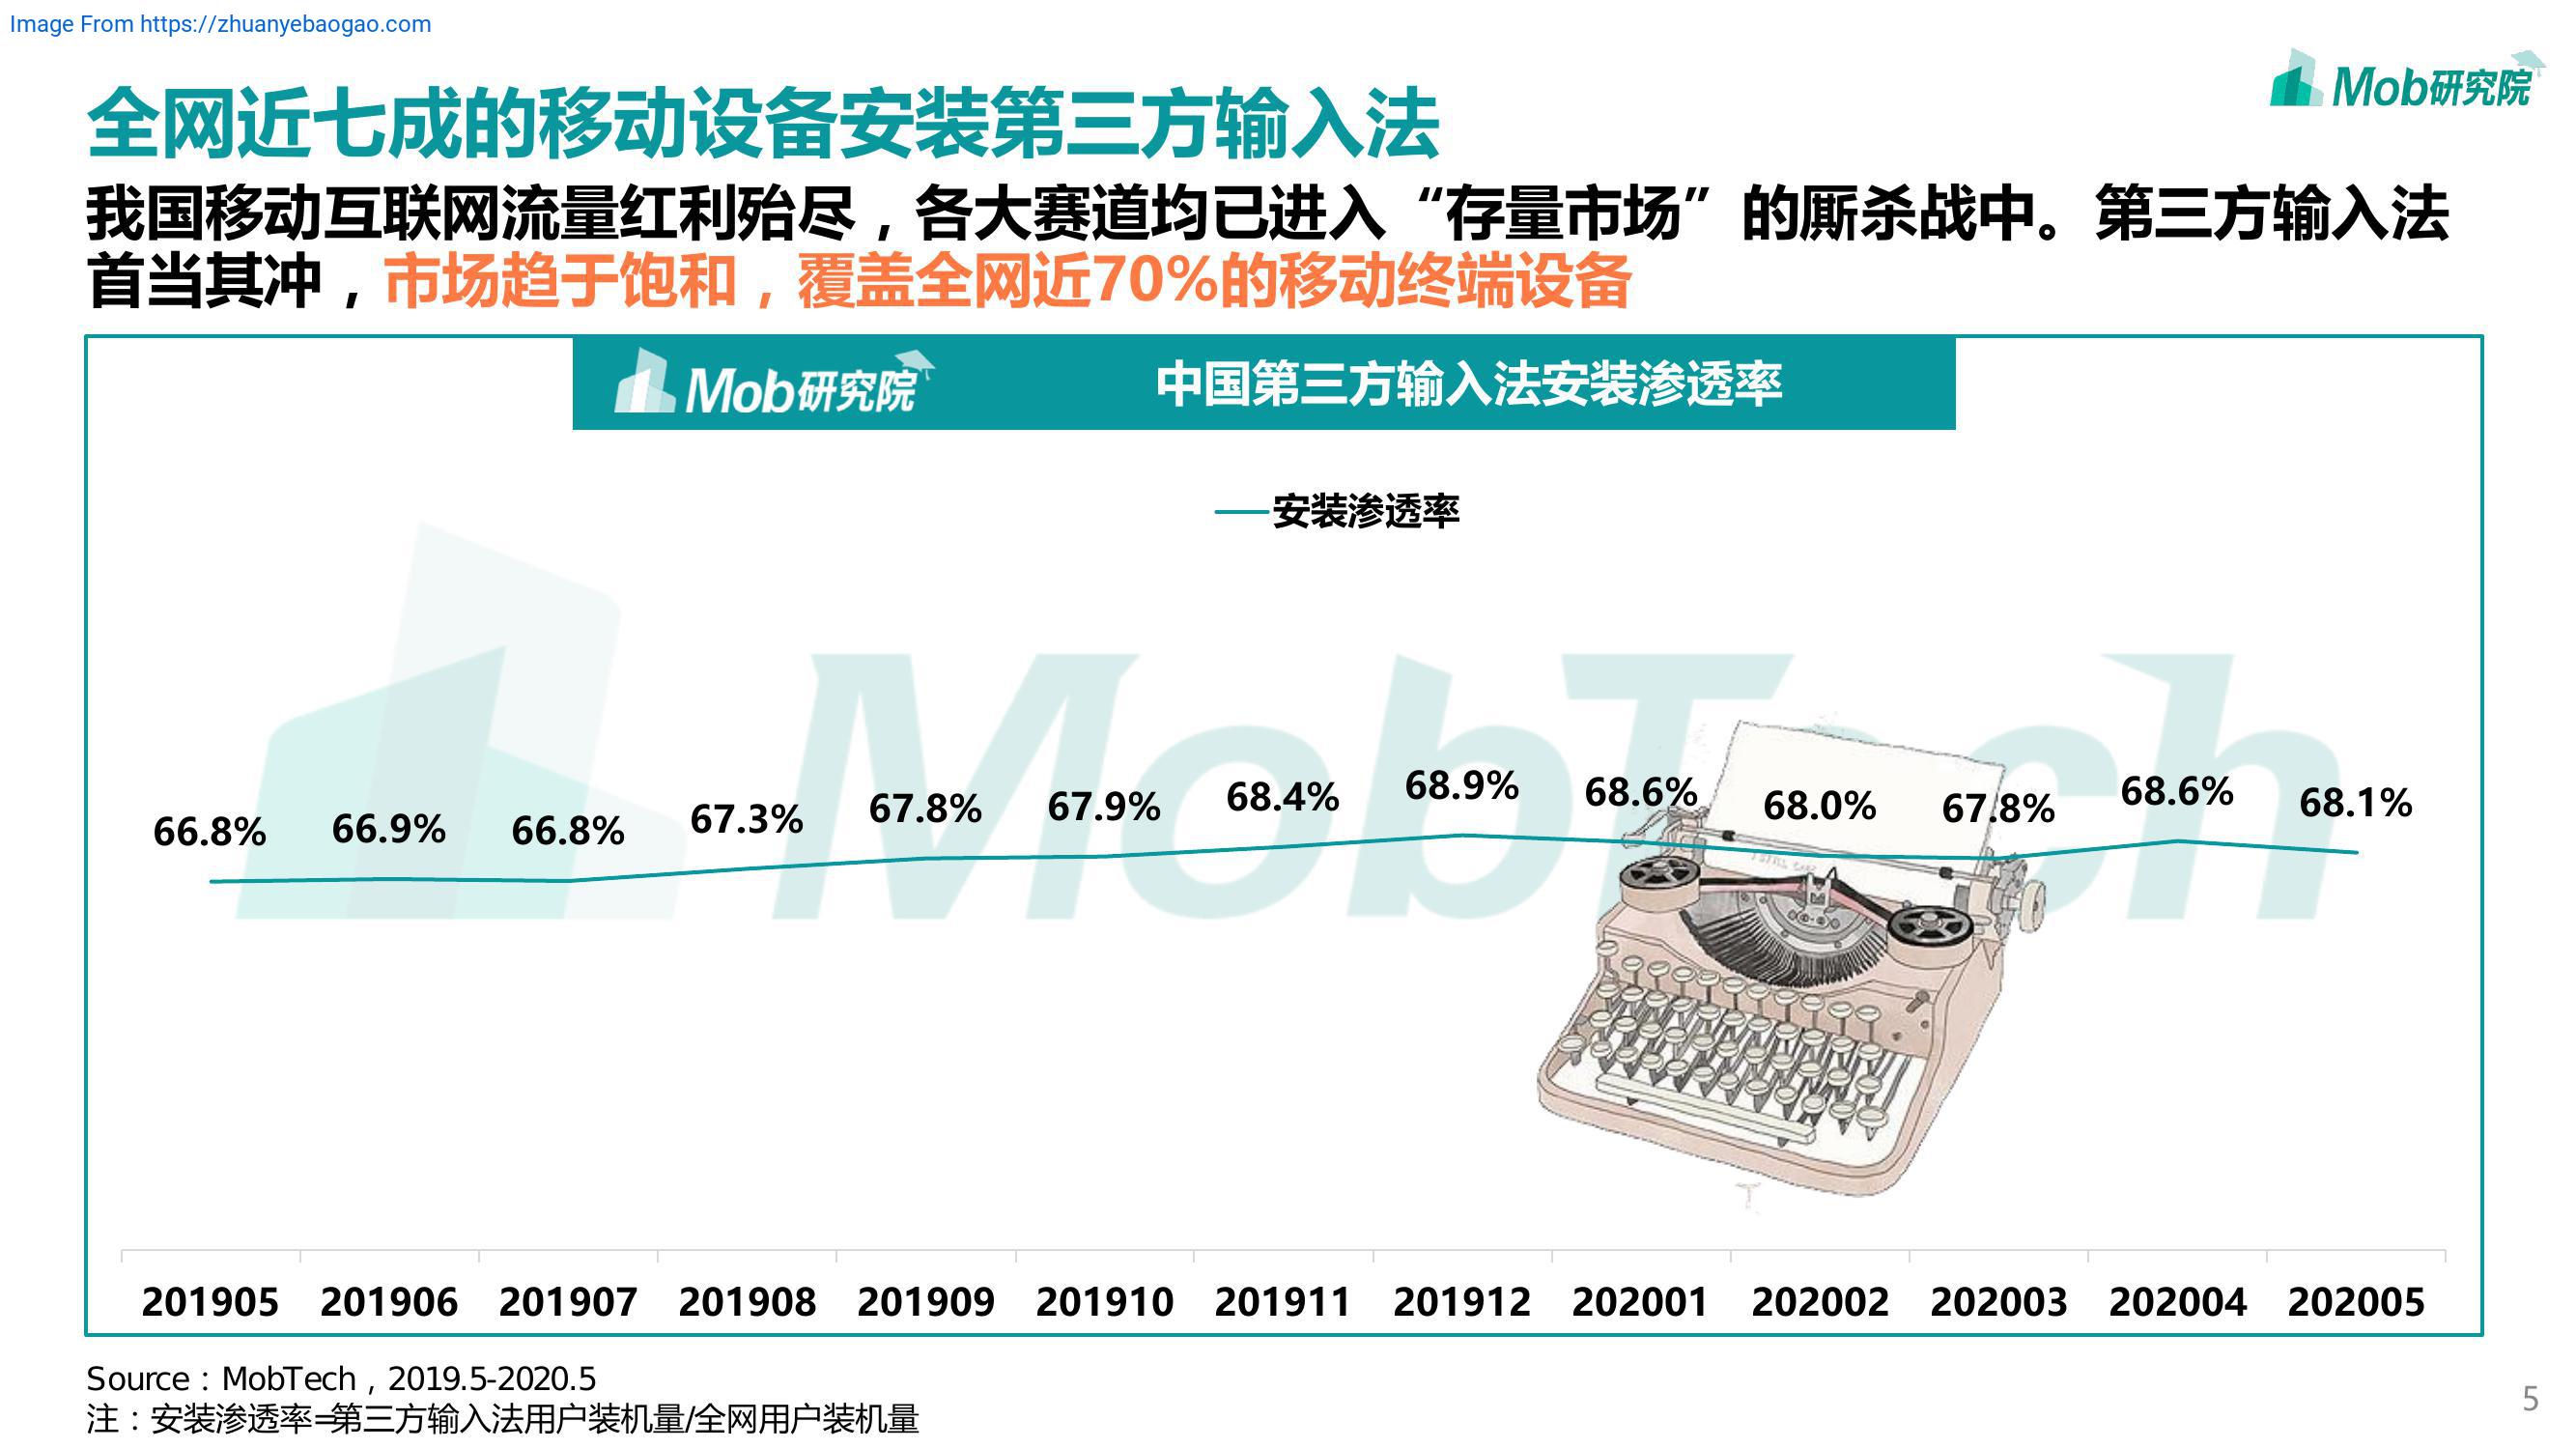 Image From https://zhuanyebaogao.com
Mob研究院
全网近七成的移动设备安装第三方输入法
我国移动互联网流量红利殆尽，各大赛道均已进入“存量市场”的厮杀战中。第三方输入法
首当其冲，市场趋于饱和，覆盖全网近70%的移动终端设备
Mob研究院 中国第三方输入法安装渗透率
安装渗透率
MobTech
66.8% 66.9% 66.8% 67.3% 67.8% 67.9% 68.4% 68.9% 68.6% 68.0% 67.8% 68.6% 68.1%
201905 201906 201907 201908 201909 201910 201911 201912 202001 202002 202003 202004 202005
Source：MobTech，2019.5-2020.5
注：安装渗透率=第三方输入法用户装机量/全网用户装机量
5